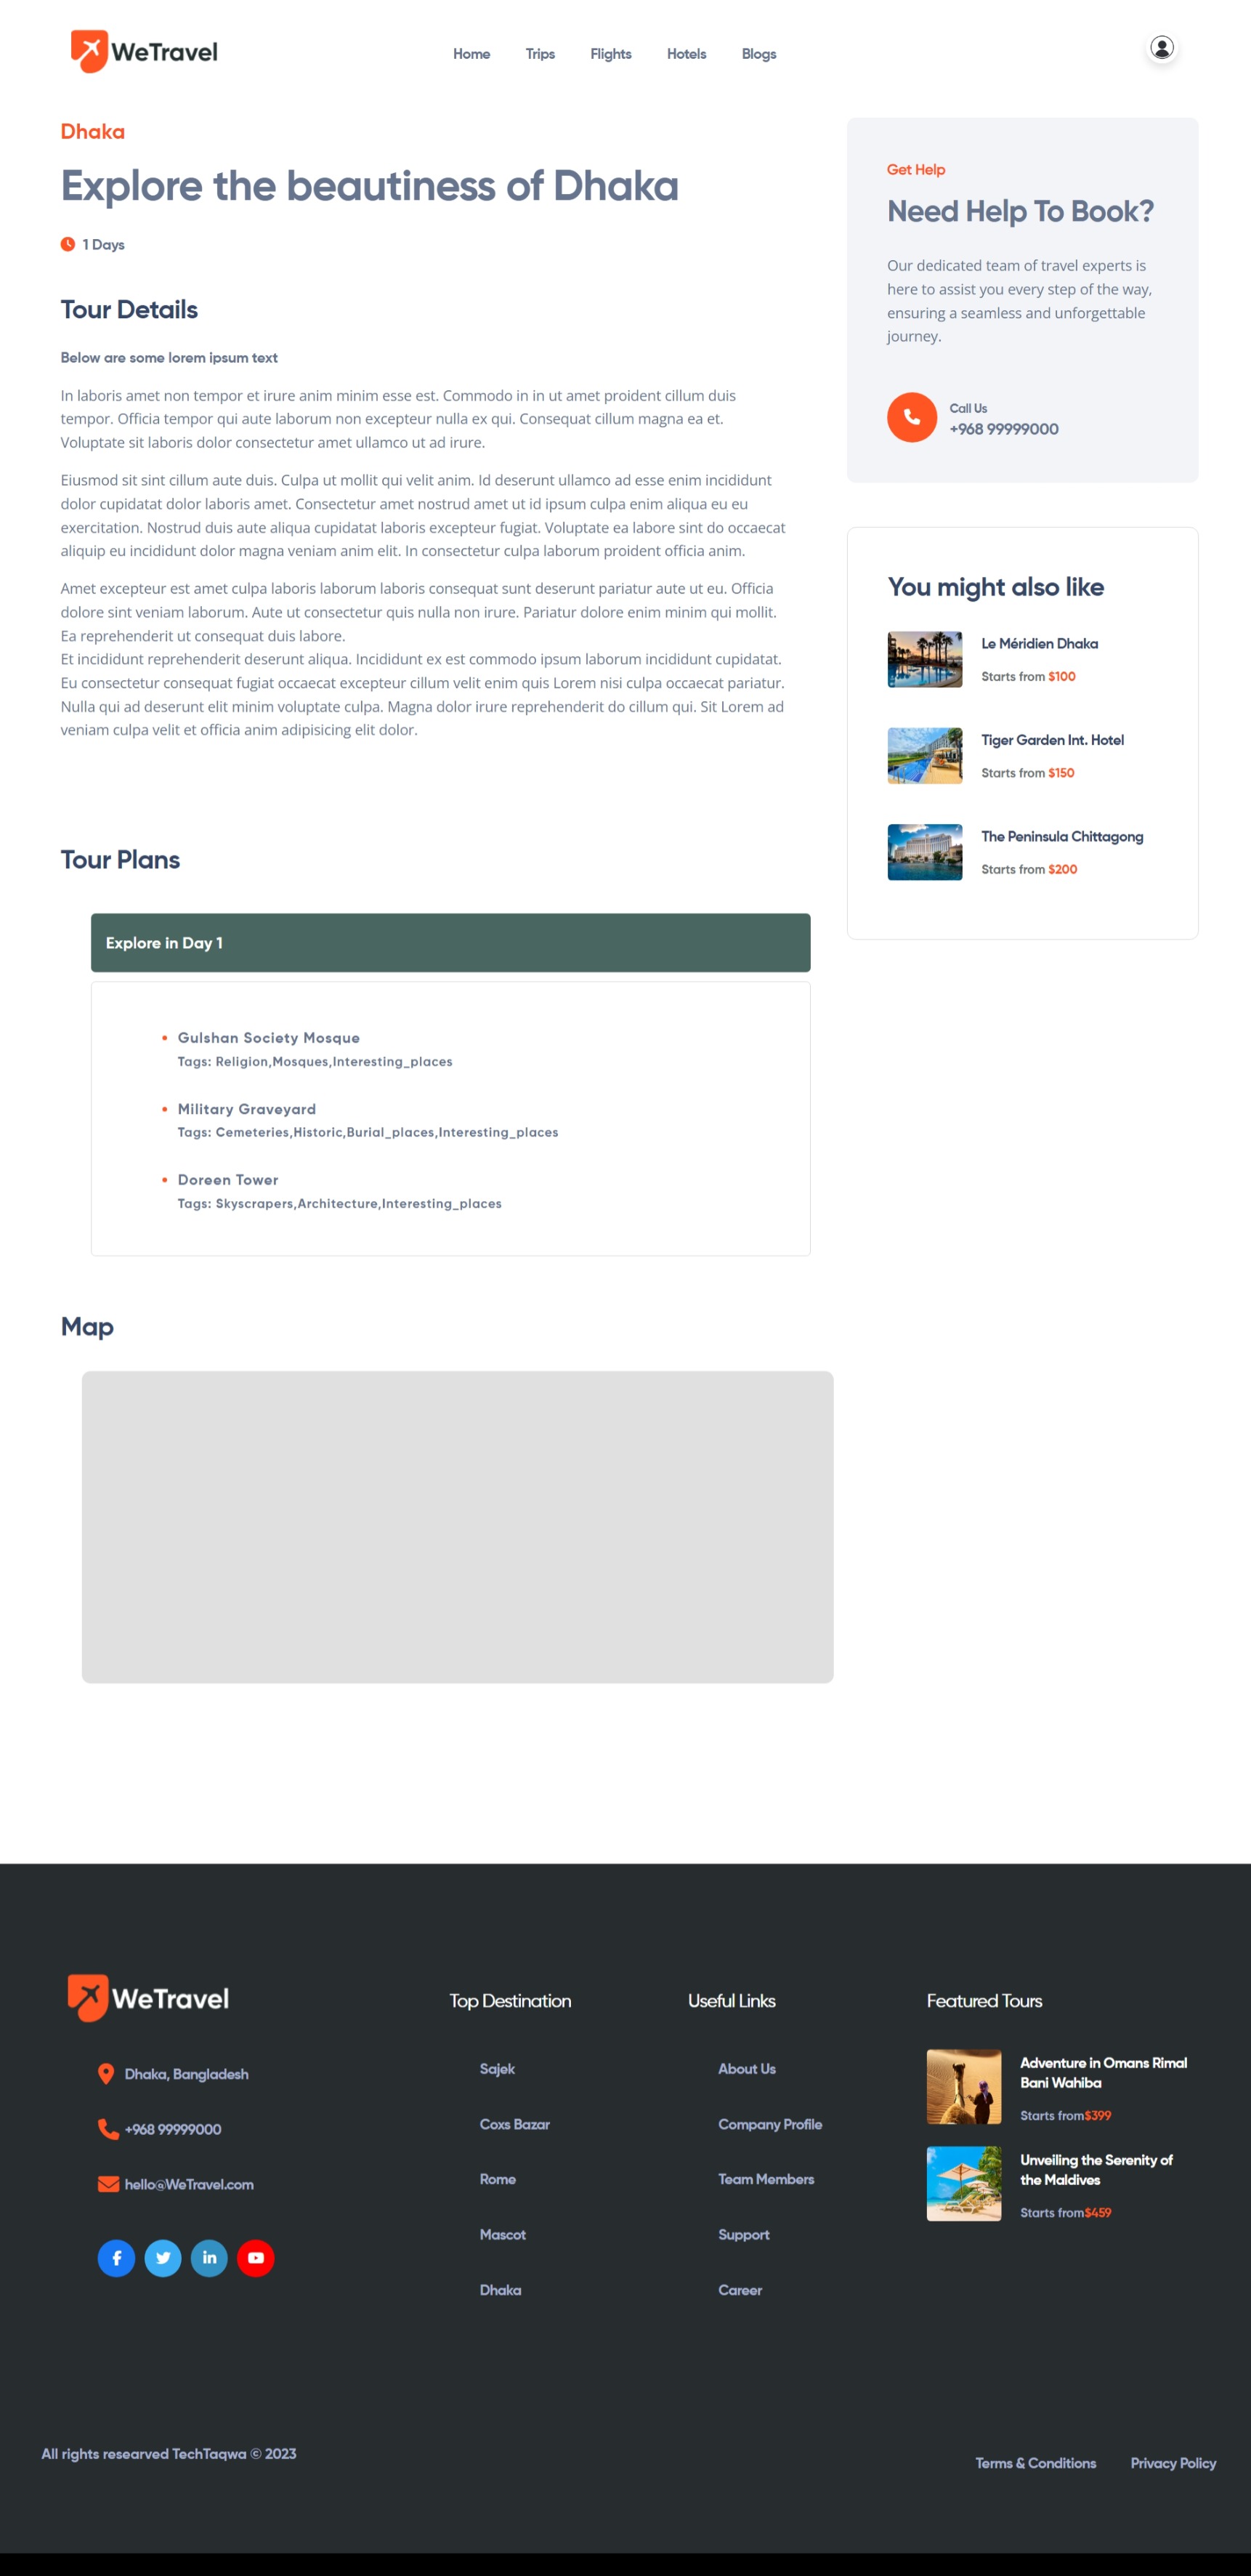 WeTravel
Home
Trips
Flights
Hotels
Blogs
Dhaka
Explore the beautiness of Dhaka
1 Days
Tour Details
Below are some lorem ipsum text
In laboris amet non tempor et irure anim minim esse est. Commodo in in ut amet proident cillum duis
tempor. Officia tempor qui aute laborum non excepteur nulla ex qui. Consequat cillum magna ea et.
Voluptate sit laboris dolor consectetur amet ullamco ut ad irure.
Eiusmod sit sint cillum aute duis. Culpa ut mollit qui velit anim. Id deserunt ullamco ad esse enim incididunt
dolor cupidatat dolor laboris amet. Consectetur amet nostrud amet ut id ipsum culpa enim aliqua eu eu
exercitation. Nostrud duis aute aliqua cupidatat laboris excepteur fugiat. Voluptate ea labore sint do occaecat
aliquip eu incididunt dolor magna veniam anim elit. In consectetur culpa laborum proident officia anim.
Amet excepteur est amet culpa laboris laborum laboris consequat sunt deserunt pariatur aute ut eu. Officia
dolore sint veniam laborum. Aute ut consectetur quis nulla non irure. Pariatur dolore enim minim qui mollit.
Ea reprehenderit ut consequat duis labore.
Et incididunt reprehenderit deserunt aliqua. Incididunt ex est commodo ipsum laborum incididunt cupidatat.
Eu consectetur consequat fugiat occaecat excepteur cillum velit enim quis Lorem nisi culpa occaecat pariatur.
Nulla qui ad deserunt elit minim voluptate culpa. Magna dolor irure reprehenderit do cillum qui. Sit Lorem ad
veniam culpa velit et officia anim adipisicing elit dolor.
Tour Plans
Explore in Day 1
Gulshan Society Mosque
Tags: Religion,Mosques,Interesting_places
Military Graveyard
Tags: Cemeteries,Historic,Burial_places,Interesting_places
Doreen Tower
Tags: Skyscrapers,Architecture,Interesting_places
Map
Get Help
Need Help To Book?
Our dedicated team of travel experts is
here to assist you every step of the way,
ensuring a seamless and unforgettable
journey.
Call Us
+968 99999000
You might also like
Le Méridien Dhaka
Starts from $100
Tiger Garden Int. Hotel
Starts from $150
The Peninsula Chittagong
Starts from $200
WeTravel
Dhaka, Bangladesh
+968 99999000
hello@WeTravel.com
Top Destination
Sajek
Coxs Bazar
Rome
Mascot
Dhaka
Useful Links
About Us
Company Profile
Team Members
Support
Career
Featured Tours
Adventure in Omans Rimal
Bani Wahiba
Starts from$399
Unveiling the Serenity of
the Maldives
Starts from$459
All rights researved TechTaqwa © 2023
Terms & Conditions
Privacy Policy